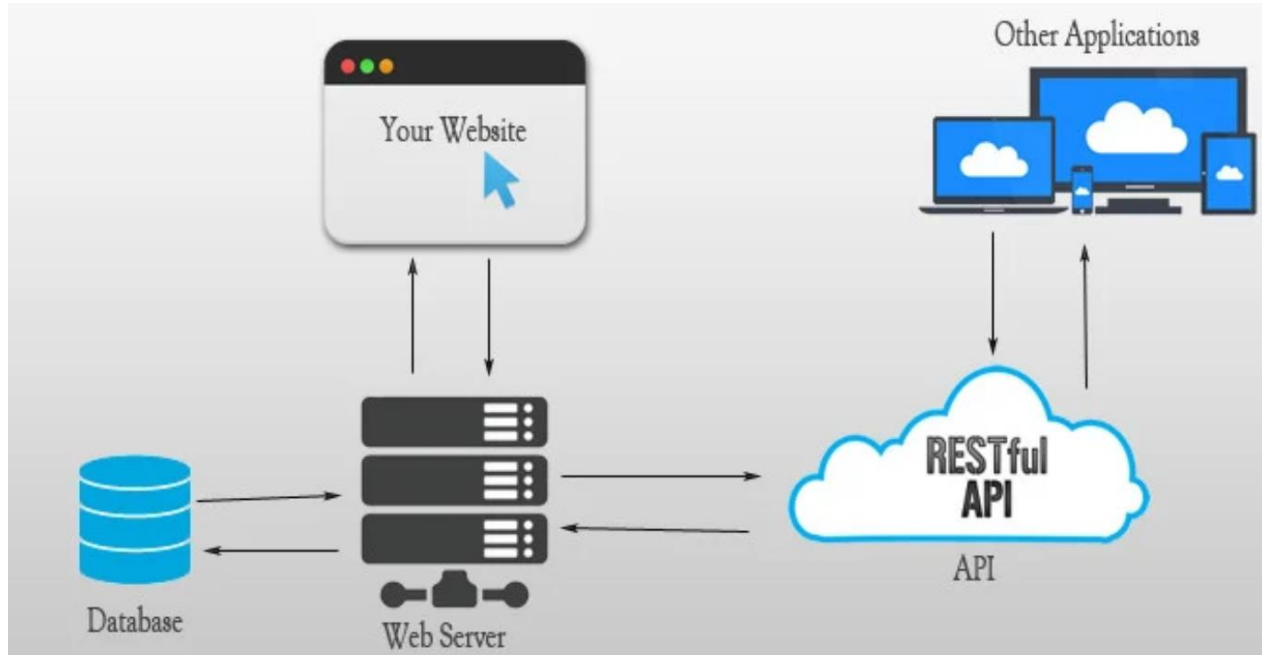 Other Applications
Your Website
RESTful
API
API
Database
Web Server